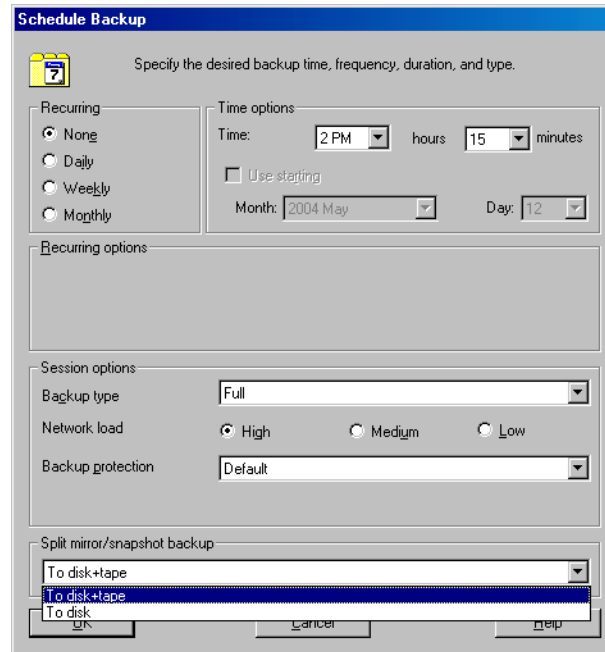 Schedule Backup
7
Specify the desired backup time, frequency, duration, and type.
Recurring
None
Daily
Weekly
Monthly
Time options
Time: 2 PM hours 15 minutes
Use starting
Month: 2004 May Day: 12
Recurring options
Session options
Backup type Full
Network load High Medium Low
Backup protection Default
Split mirror/snapshot backup
To disk+tape
To disk+tape
To disk
OK Cancel Help